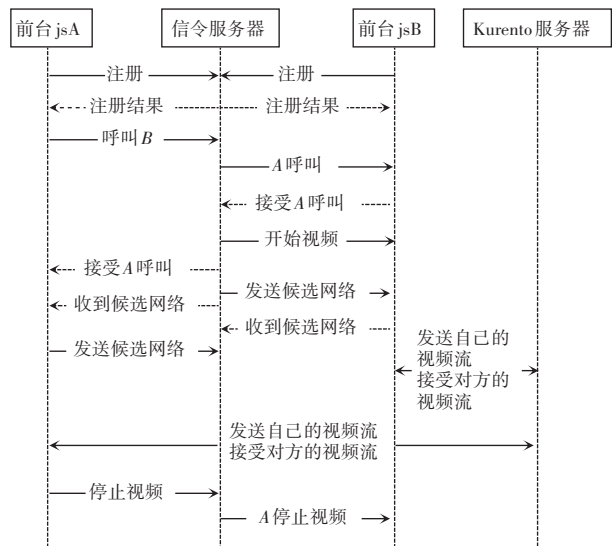 前台jsA
信令服务器
前台jsB
Kurento服务器
注册
注册
注册结果
注册结果
呼叫B
A呼叫
接受A呼叫
开始视频
接受A呼叫
发送候选网络
收到候选网络
收到候选网络
发送候选网络
发送自己的
视频流
接受对方的
视频流
发送自己的视频流
接受对方的视频流
停止视频
A停止视频